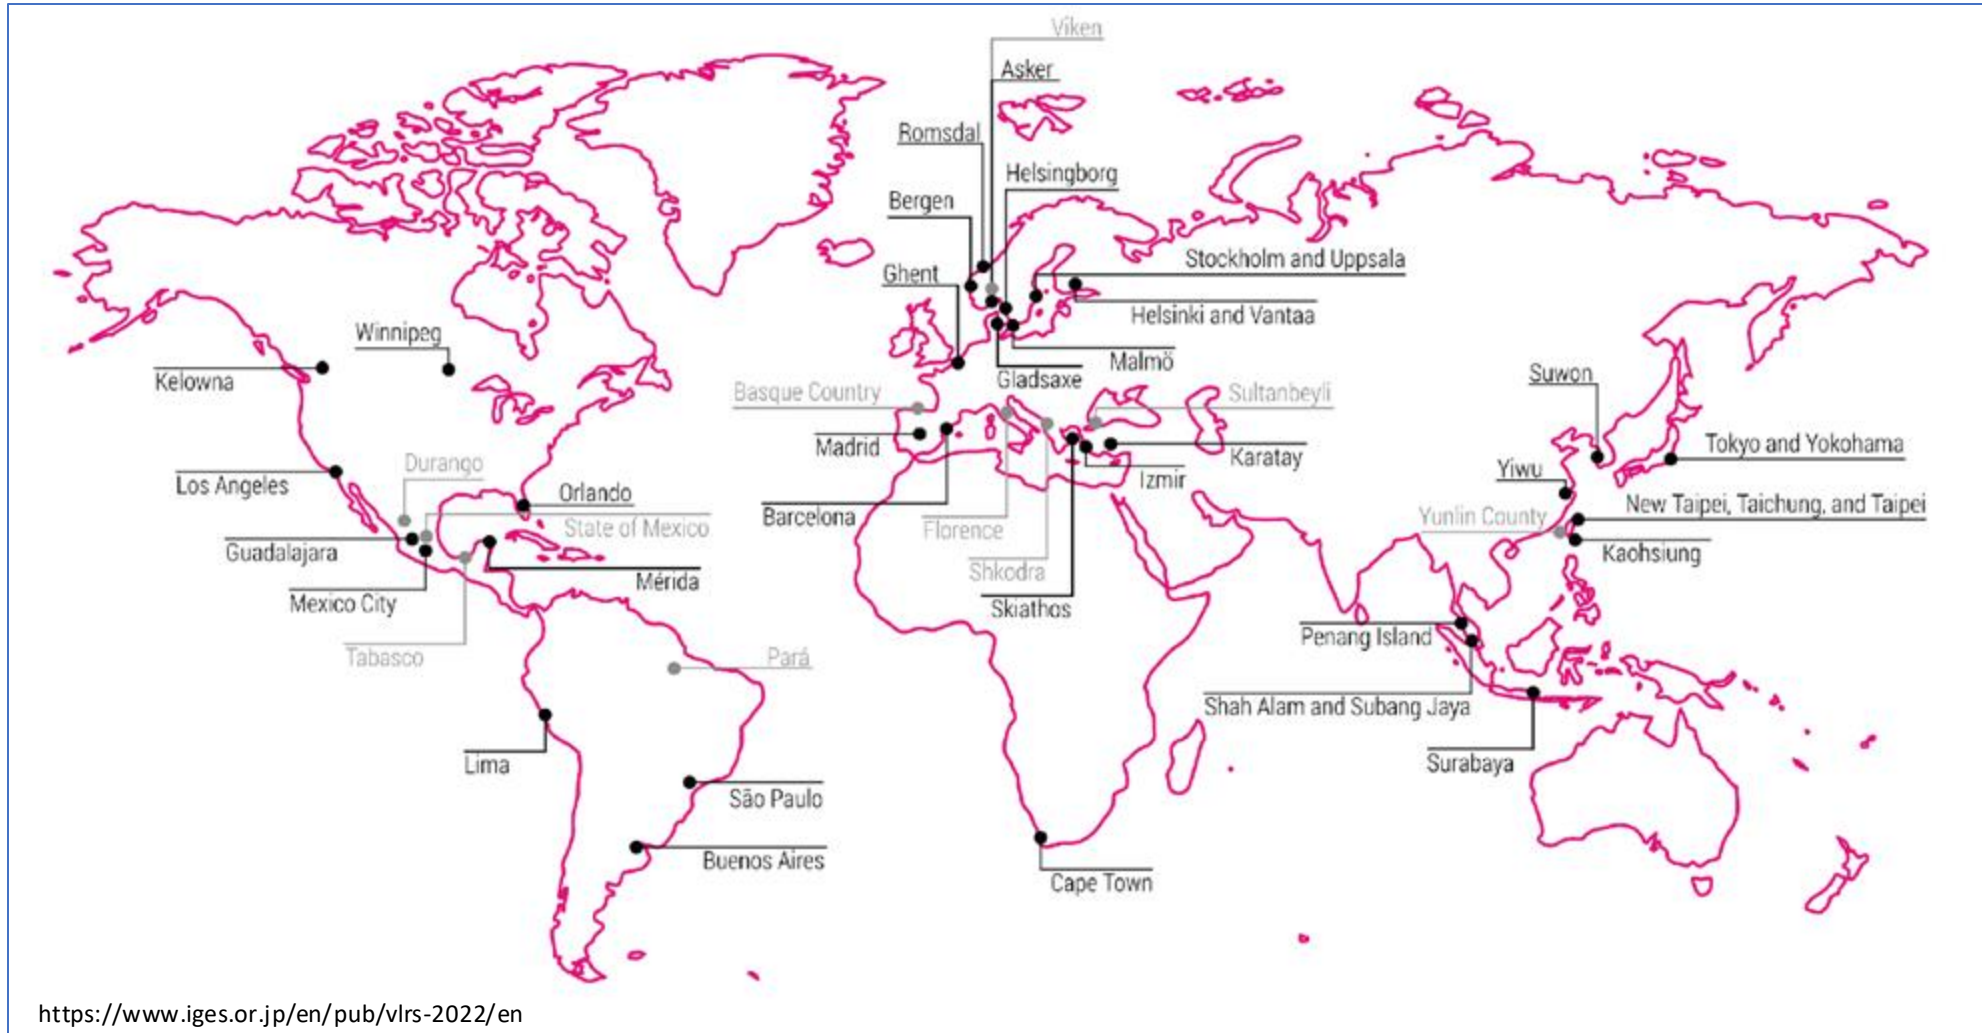 Viken
Asker
Romsdal
Helsingborg
Bergen
Stockholm and Uppsala
Ghent
Helsinki and Vantaa
Winnipeg
Malmö
Kelowna
Gladsaxe
Suwon
Basque Country
Sultanbeyli
Madrid
Tokyo and Yokohama
Karatay
Durango
Yiwu
Izmir
Los Angeles
Orlando
New Taipei, Taichung, and Taipei
Barcelona
Yunlin County
State of Mexico
Florence
Guadalajara
Kaohsiung
Shkodra
Mérida
Mexico City
Skiathos
Penang Island
Tabasco
Pará
Shah Alam and Subang Jaya
Lima
Surabaya
São Paulo
Buenos Aires
Cape Town
https://www.iges.or.jp/en/pub/vlrs-2022/en